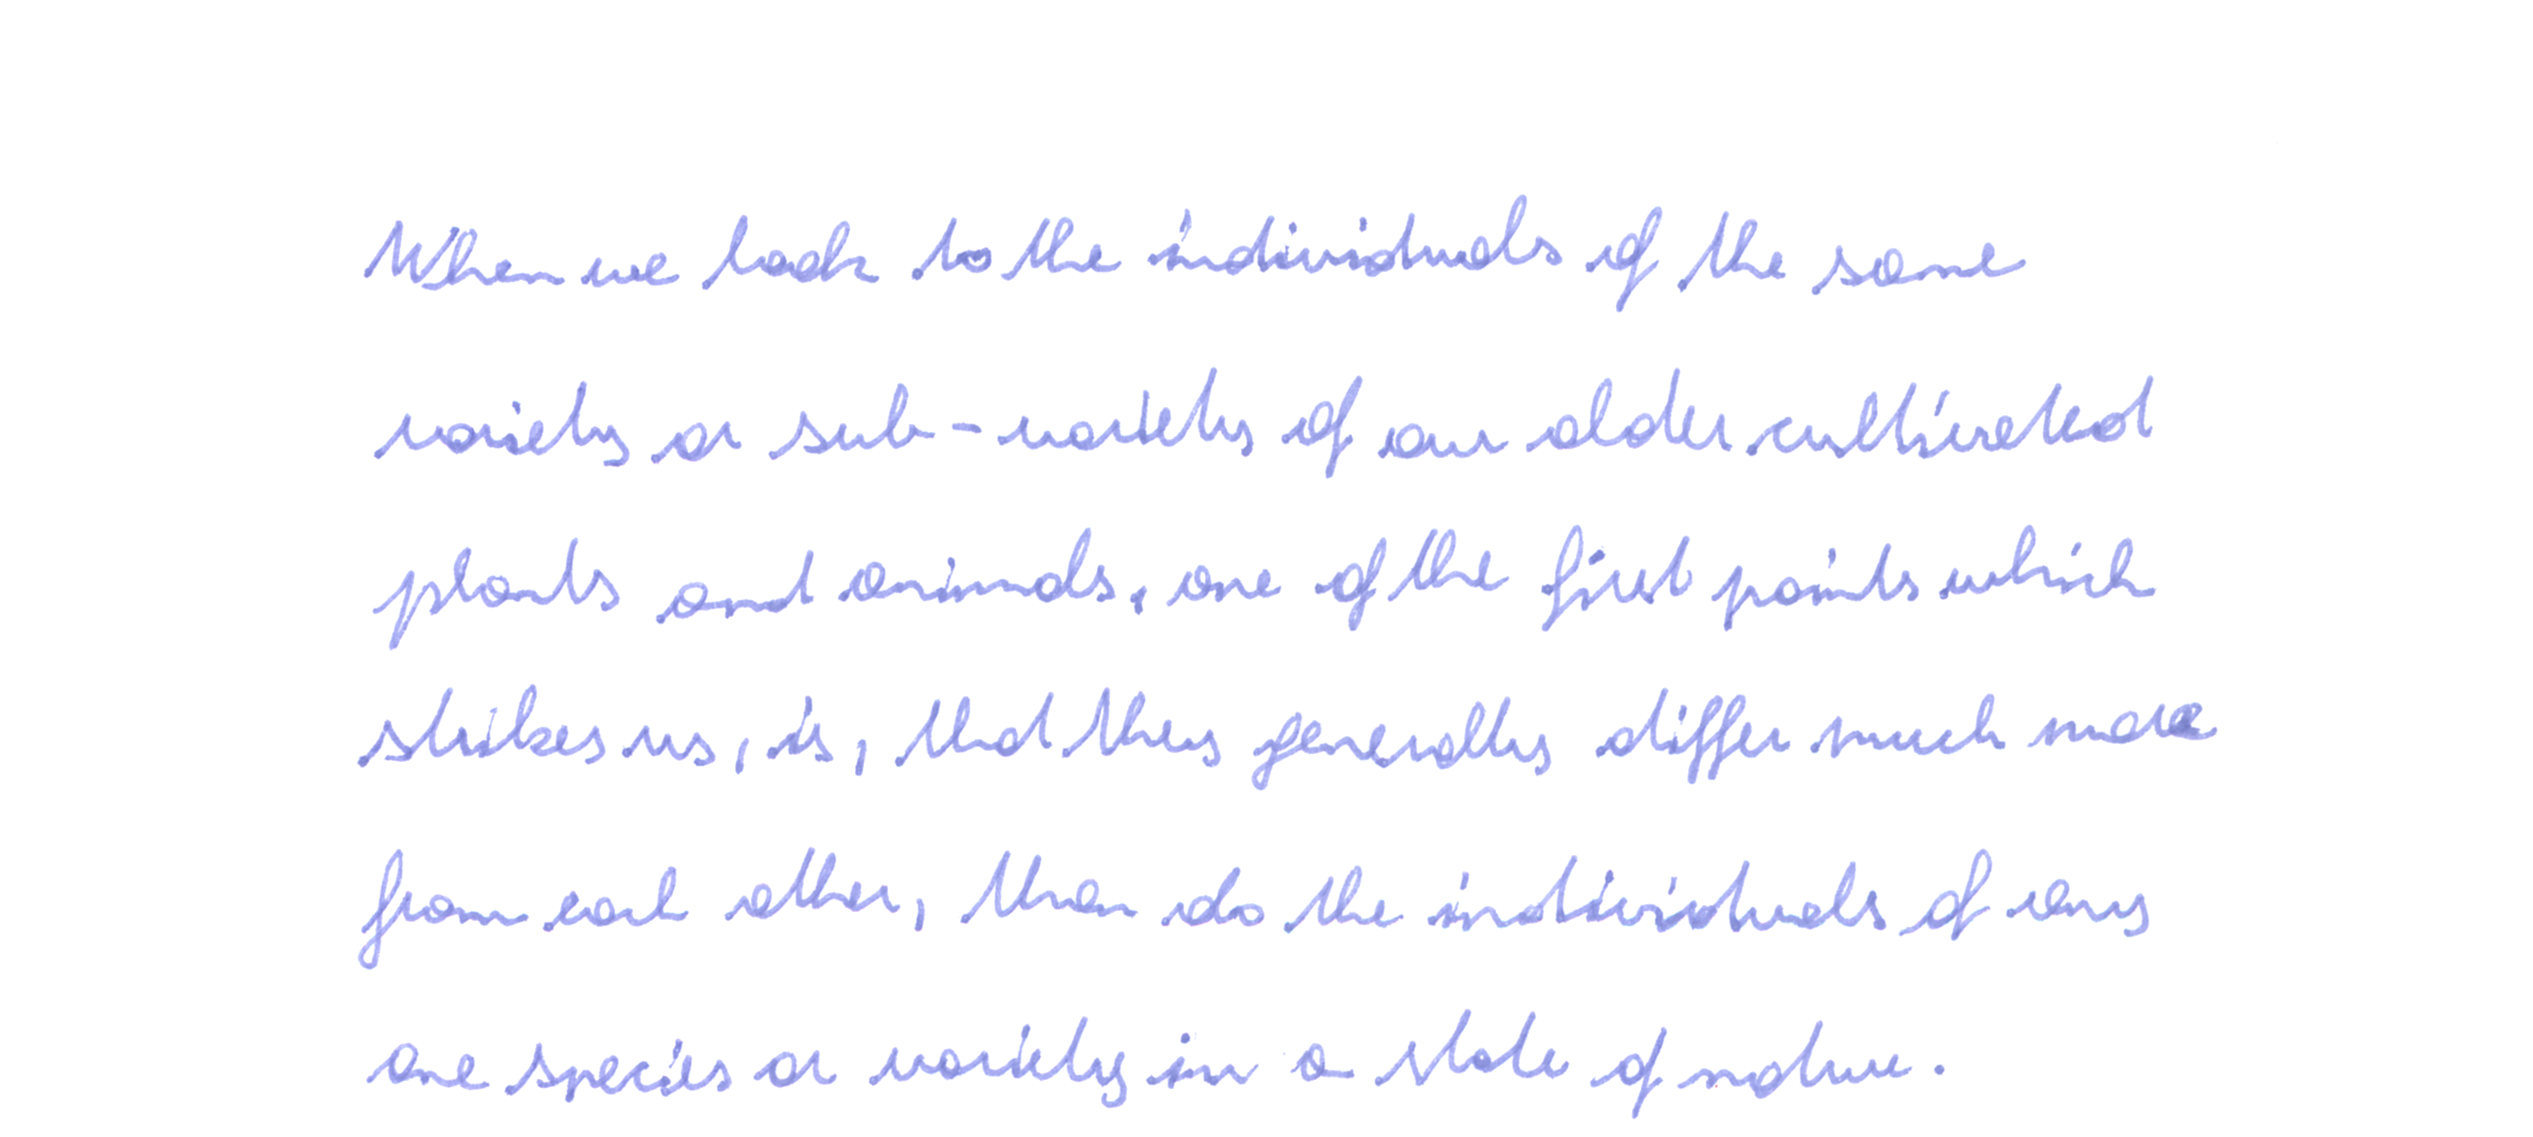 When we look to the individuals of the same
variety or sub-variety of our older cultivated
plants and animals, one of the first points which
strikes us, is, that they generally differ much more
from each other, than do the individuals of any
one species or variety in a state of nature.